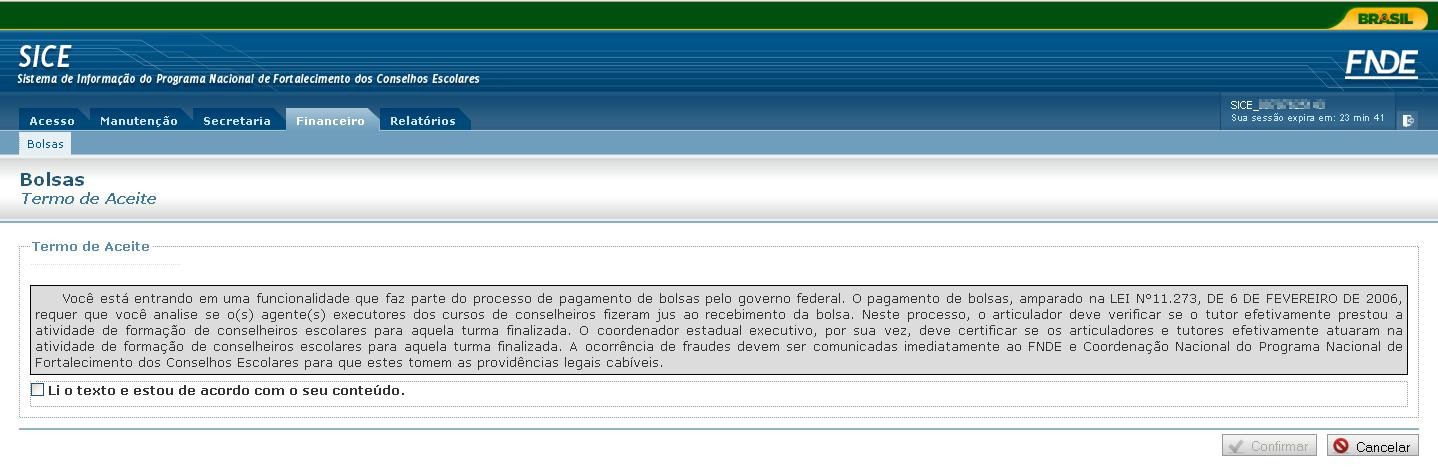 BRASIL
SICE
Sistema de Informação do Programa Nacional de Fortalecimento dos Conselhos Escolares
FNDE
Acesso Manutenção Secretaria Financeiro Relatórios
SICE_
Sua sessão expira em: 23 min 41
Bolsas
Bolsas
Termo de Aceite
Termo de Aceite
Você está entrando em uma funcionalidade que faz parte do processo de pagamento de bolsas pelo governo federal. O pagamento de bolsas, amparado na LEI Nº11.273, DE 6 DE FEVEREIRO DE 2006,
requer que você analise se o(s) agente(s) executores dos cursos de conselheiros fizeram jus ao recebimento da bolsa. Neste processo, o articulador deve verificar se o tutor efetivamente prestou a
atividade de formação de conselheiros escolares para aquela turma finalizada. O coordenador estadual executivo, por sua vez, deve certificar se os articuladores e tutores efetivamente atuaram na
atividade de formação de conselheiros escolares para aquela turma finalizada. A ocorrência de fraudes devem ser comunicadas imediatamente ao FNDE e Coordenação Nacional do Programa Nacional de
Fortalecimento dos Conselhos Escolares para que estes tomem as providências legais cabíveis.
Li o texto e estou de acordo com o seu conteúdo.
Confirmar Cancelar